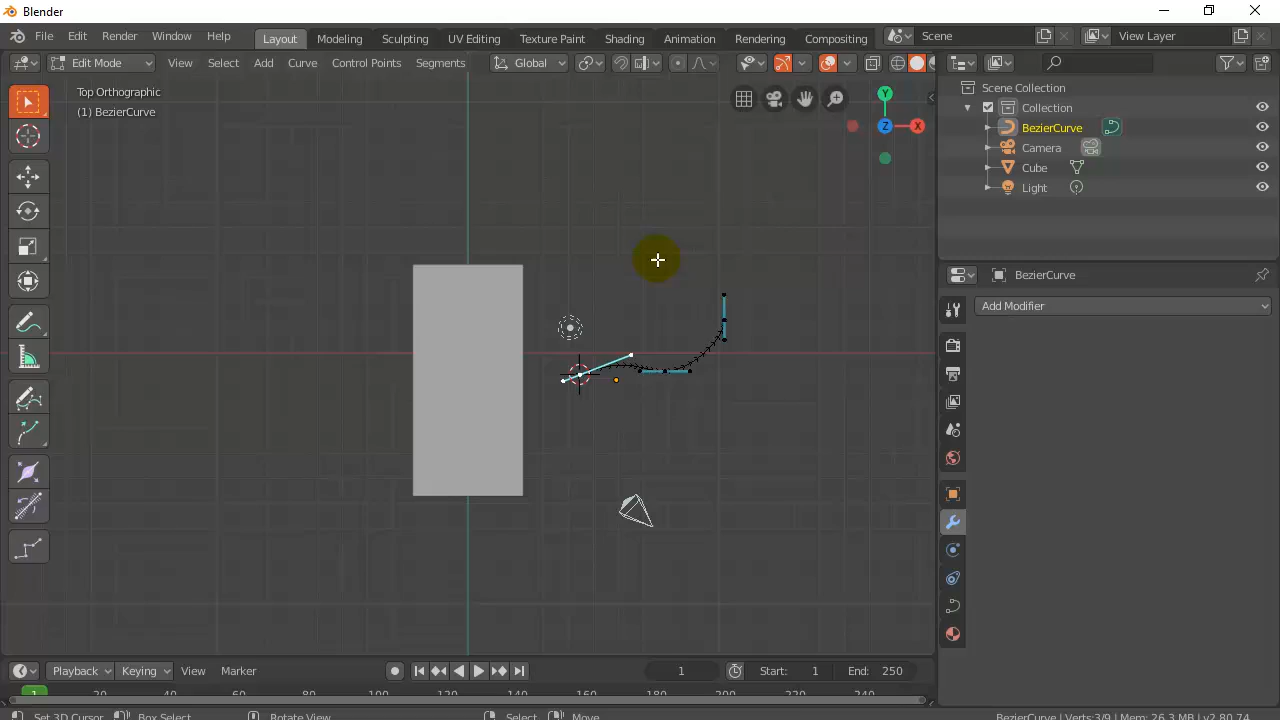 Blender
File Edit Render Window Help Layout Modeling Sculpting UV Editing Texture Paint Shading Animation Rendering Compositing Scene View Layer
Edit Mode View Select Add Curve Control Points Segments Global
Top Orthographic
(1) BezierCurve
Y
Z X
Scene Collection
Collection
BezierCurve
Camera
Cube
Light
BezierCurve
Add Modifier
Playback Keying View Marker 1 Start: 1 End: 250
1 20 40 60 80 100 120 140 160 180 200 220 240
Set 3D Cursor Box Select Rotate View Select Move BezierCurve | Verts:3/9 | Mem: 26.3 MB | v2.80.74